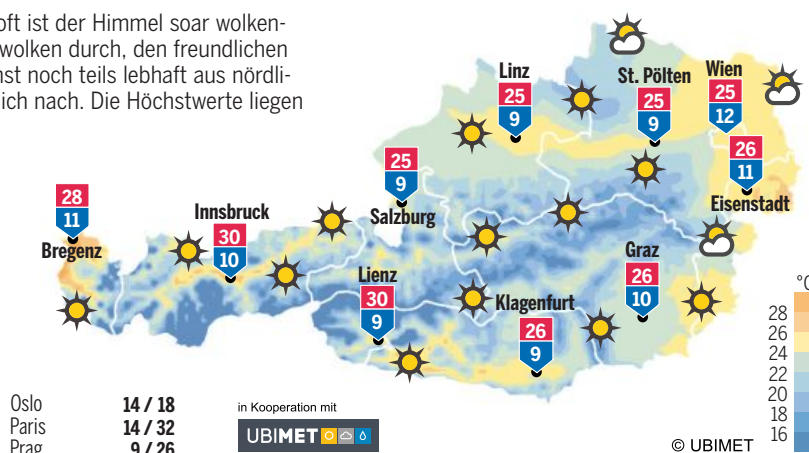 oft ist der Himmel soar wolken-
wolken durch, den freundlichen
nst noch teils lebhaft aus nördli-
ich nach. Die Höchstwerte liegen
Linz
25
9
St. Pölten
25
9
Wien
25
12
26
11
Eisenstadt
25
9
Salzburg
28
11
Bregenz
Innsbruck
30
10
Lienz
30
9
Klagenfurt
26
9
Graz
26
10
°C
28
26
24
22
20
18
16
Oslo 14 / 18
Paris 14 / 32
Prag 9 / 26
in Kooperation mit
UBIMET
© UBIMET